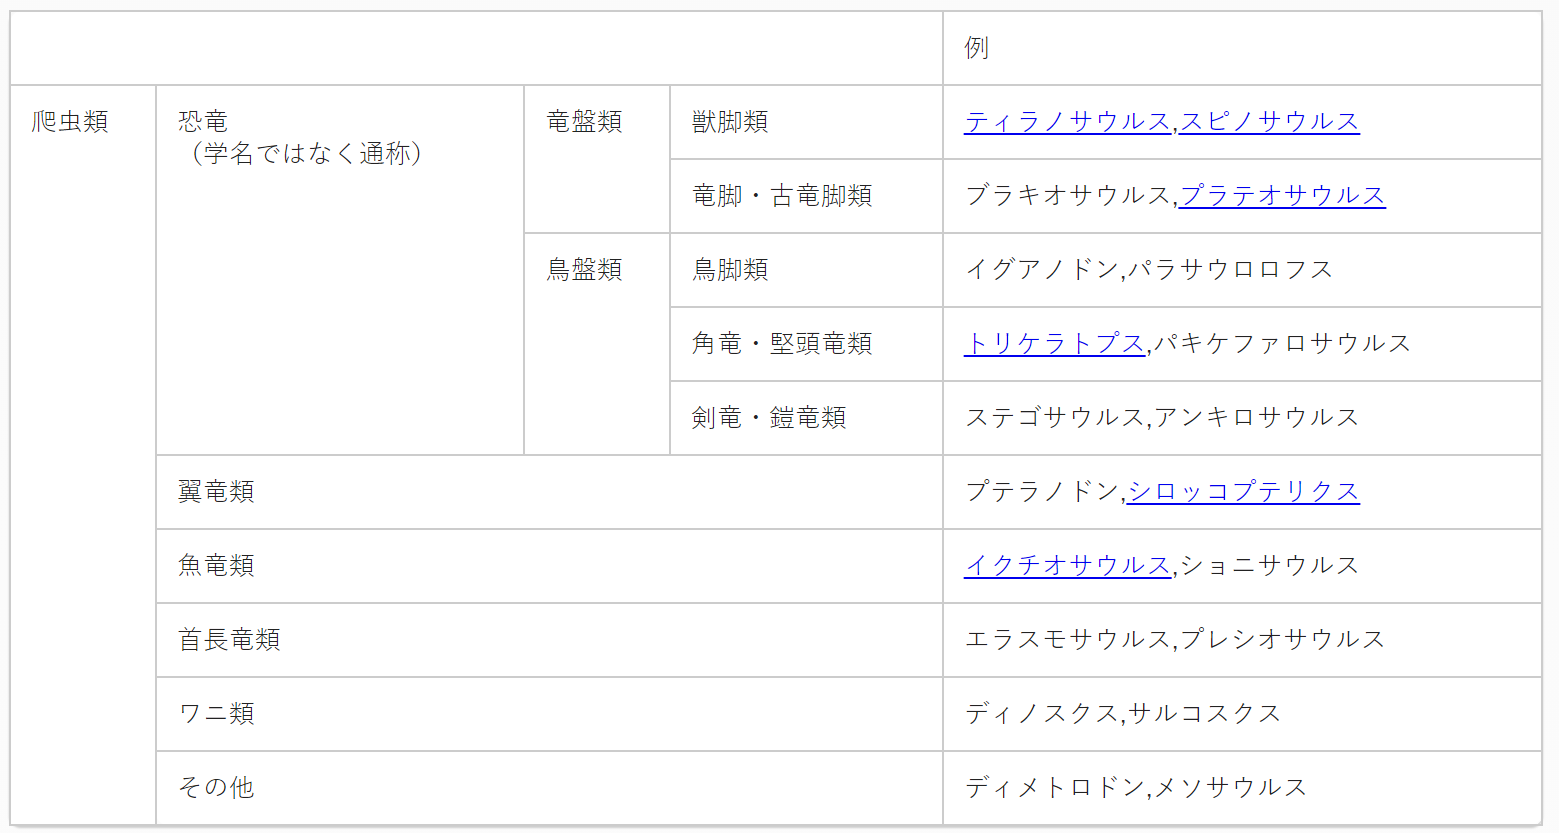 例
爬虫類
恐竜
（学名ではなく通称）
竜盤類
獣脚類
ティラノサウルス,スピノサウルス
竜脚・古竜脚類
ブラキオサウルス,プラテオサウルス
鳥盤類
鳥脚類
イグアノドン,パラサウロロフス
角竜・堅頭竜類
トリケラトプス,パキケファロサウルス
剣竜・鎧竜類
ステゴサウルス,アンキロサウルス
翼竜類
プテラノドン,シロッコプテリクス
魚竜類
イクチオサウルス,ショニサウルス
首長竜類
エラスモサウルス,プレシオサウルス
ワニ類
ディノスクス,サルコスクス
その他
ディメトロドン,メソサウルス